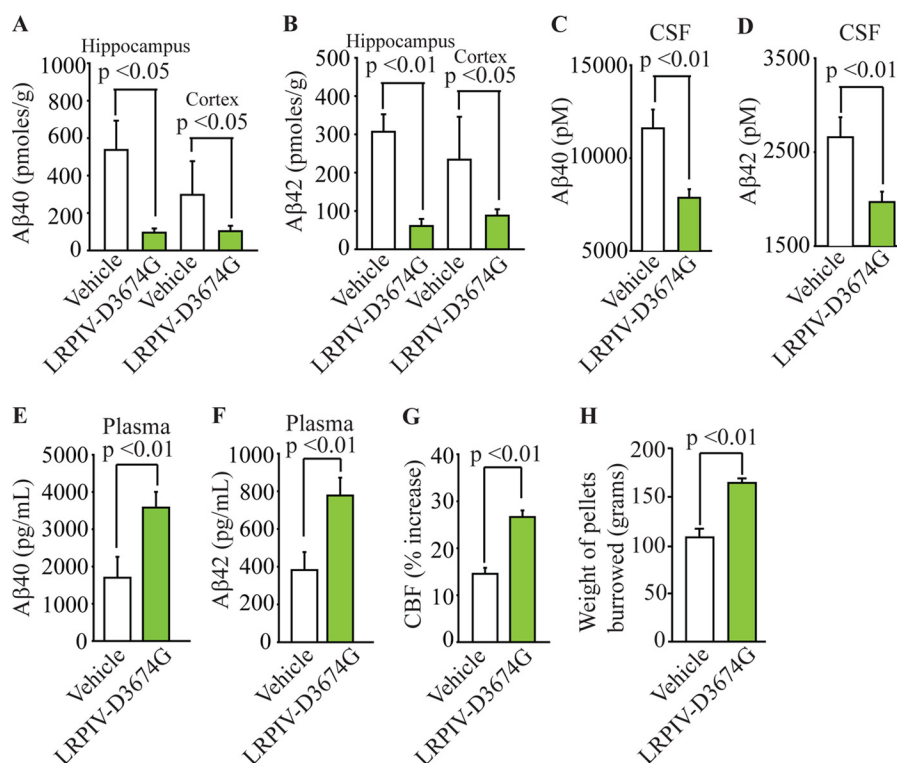 A
Hippocampus
p <0.05
Cortex
p <0.05
Aβ40 (pmoles/g)
1000
800
600
400
200
0
Vehicle
LRPIV-D3674G
Vehicle
LRPIV-D3674G
B
Hippocampus
p <0.01
Cortex
p <0.05
Aβ42 (pmoles/g)
500
400
300
200
100
0
Vehicle
LRPIV-D3674G
Vehicle
LRPIV-D3674G
C
CSF
p <0.01
Aβ40 (pM)
15000
10000
5000
Vehicle
LRPIV-D3674G
D
CSF
p <0.01
Aβ42 (pM)
3500
2500
1500
Vehicle
LRPIV-D3674G
E
Plasma
p <0.01
Aβ40 (pg/mL)
5000
4000
3000
2000
1000
0
Vehicle
LRPIV-D3674G
F
Plasma
p <0.01
Aβ42 (pg/mL)
1000
800
600
400
200
0
Vehicle
LRPIV-D3674G
G
p <0.01
CBF (% increase)
40
30
20
10
0
Vehicle
LRPIV-D3674G
H
p <0.01
Weight of pellets
burrowed (grams)
200
150
100
50
0
Vehicle
LRPIV-D3674G